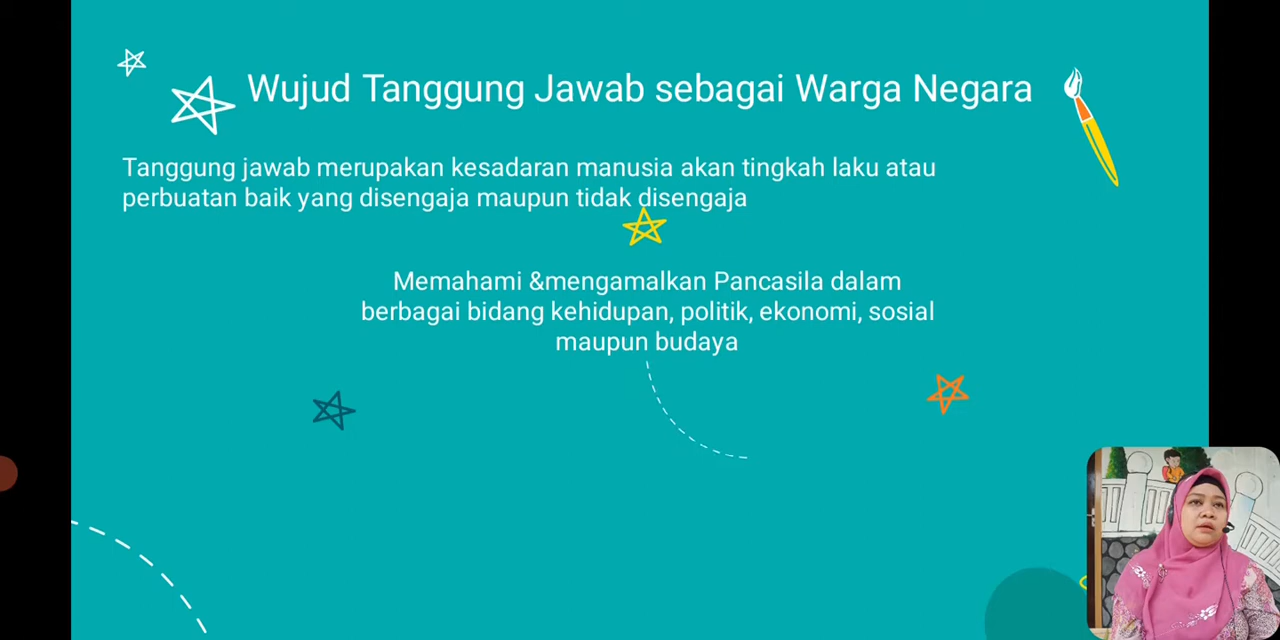 Wujud Tanggung Jawab sebagai Warga Negara
Tanggung jawab merupakan kesadaran manusia akan tingkah laku atau
perbuatan baik yang disengaja maupun tidak disengaja
Memahami &mengamalkan Pancasila dalam
berbagai bidang kehidupan, politik, ekonomi, sosial
maupun budaya